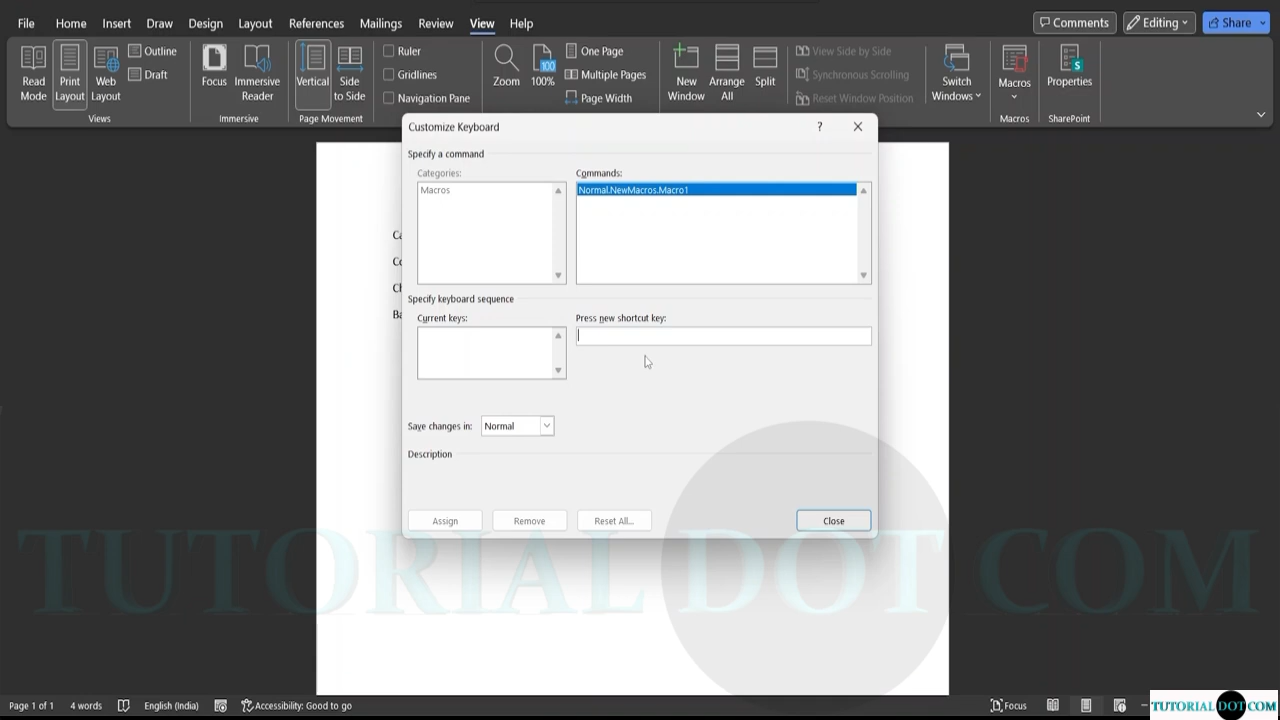 File Home Insert Draw Design Layout References Mailings Review View Help Comments Editing Share
Read Mode
Print Layout
Web Layout
Outline
Draft
Views
Focus
Immersive Reader
Immersive
Vertical
Side to Side
Page Movement
Ruler
Gridlines
Navigation Pane
Zoom
100
100%
One Page
Multiple Pages
Page Width
New Window
Arrange All
Split
View Side by Side
Synchronous Scrolling
Reset Window Position
Switch Windows
Macros
Macros
S
Properties
SharePoint
Customize Keyboard ?
Specify a command
Categories: Commands:
Macros Normal.NewMacros.Macro1
Specify keyboard sequence
Current keys: Press new shortcut key:
Save changes in: Normal
Description
Assign Remove Reset All... Close
TUTORIAL DOT COM
Page 1 of 1 4 words English (India) Accessibility: Good to go Focus
TUTORIAL DOT COM